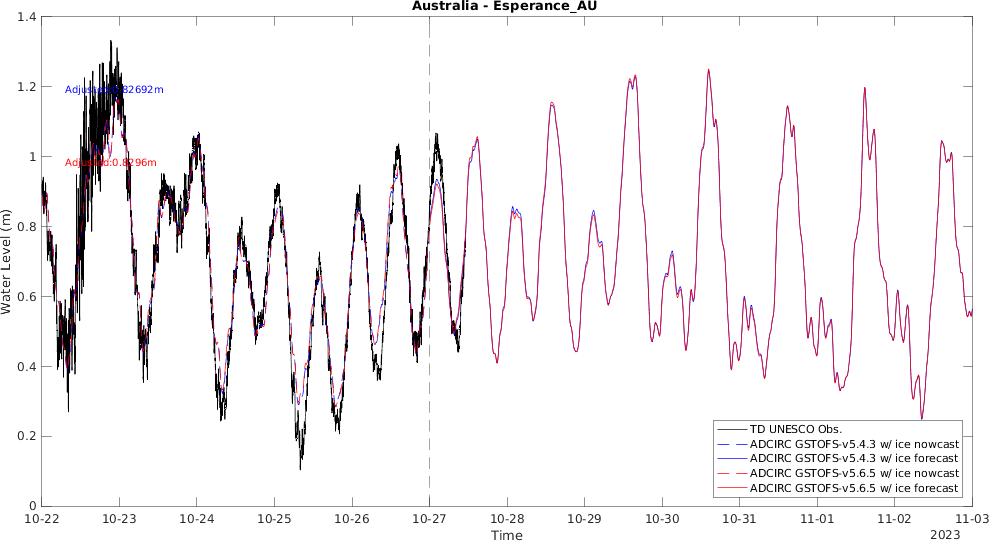 Australia - Esperance_AU
1.4
1.2
1
0.8
0.6
0.4
0.2
0
Water Level (m)
Adjusted:0.82692m
Adjusted:0.8296m
TD UNESCO Obs.
ADCIRC GSTOFS-v5.4.3 w/ ice nowcast
ADCIRC GSTOFS-v5.4.3 w/ ice forecast
ADCIRC GSTOFS-v5.6.5 w/ ice nowcast
ADCIRC GSTOFS-v5.6.5 w/ ice forecast
10-22 10-23 10-24 10-25 10-26 10-27 10-28 10-29 10-30 10-31 11-01 11-02 11-03
Time
2023